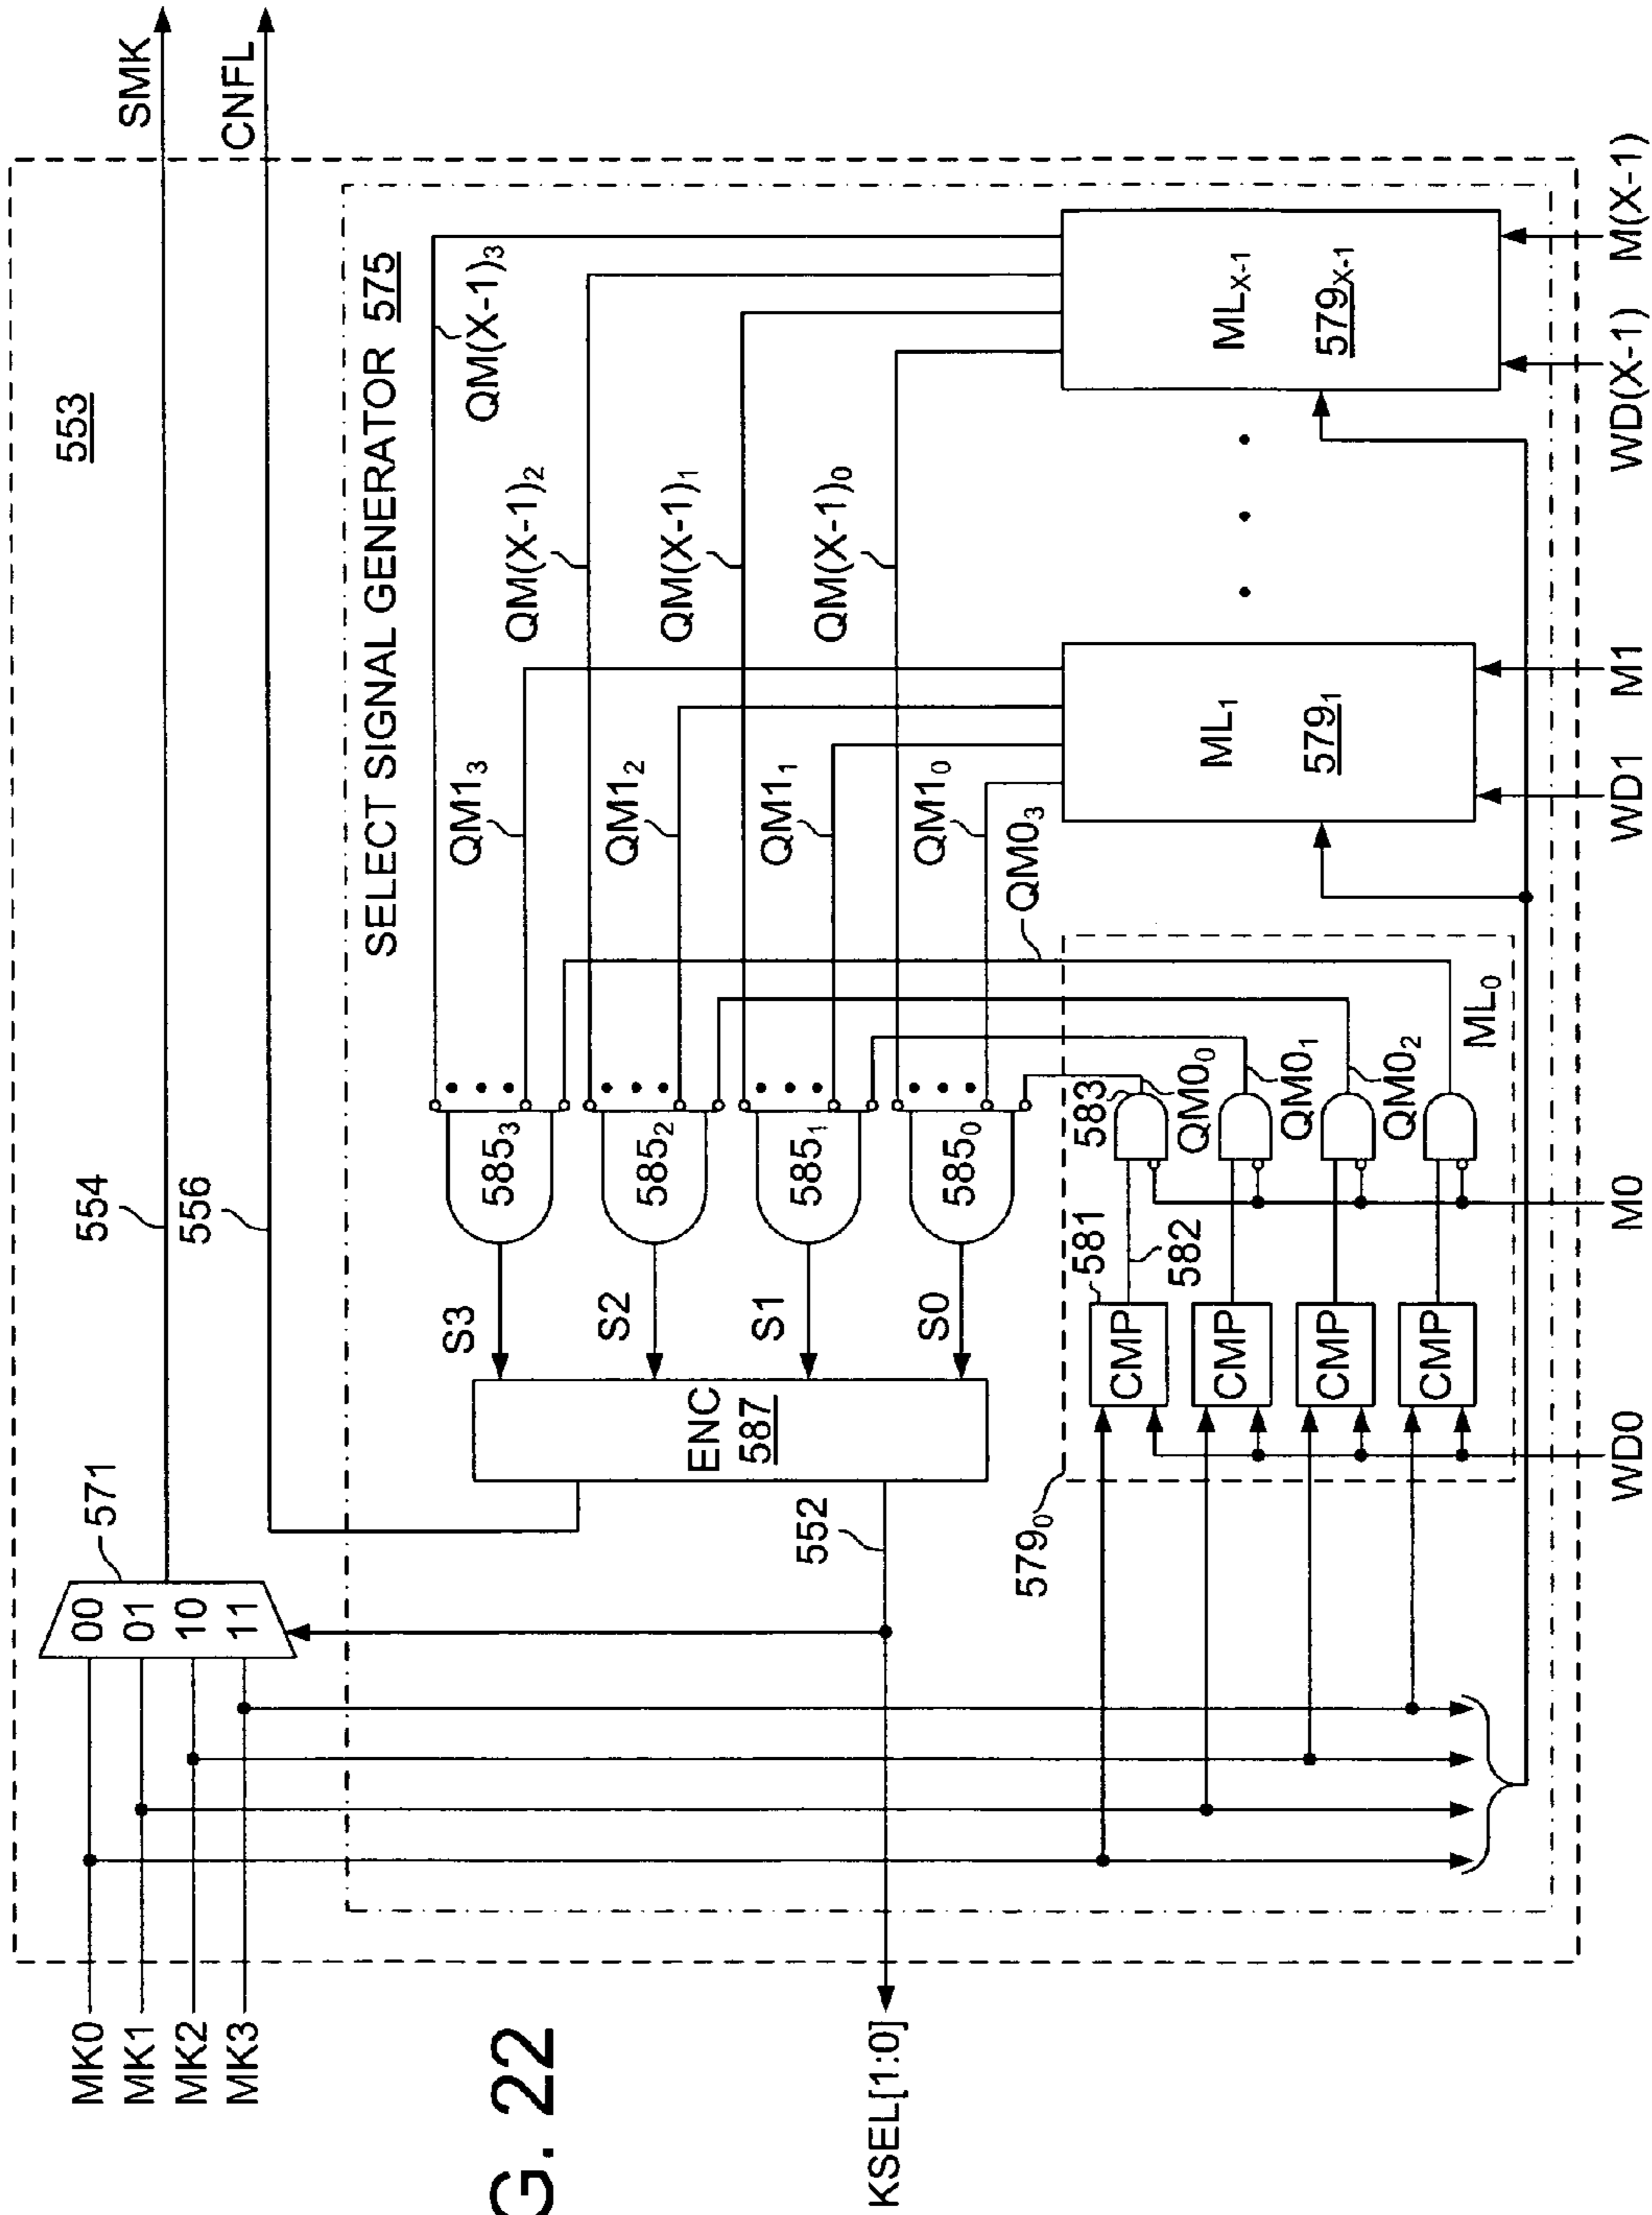 553
SMK
CNFL
554
556
571
00
01
10
11
MK0
MK1
MK2
MK3
SELECT SIGNAL GENERATOR 575
QM(X-1)₃
QM(X-1)₂
QM(X-1)₁
QM(X-1)₀
QM1₃
QM1₂
QM1₁
QM1₀
QM0₃
585₃
585₂
585₁
585₀
S3
S2
S1
S0
ENC
587
552
KSEL[1:0]
579₀
CMP
CMP
CMP
CMP
581
582
583
QM0₀
QM0₁
QM0₂
ML₀
ML₁
579₁
ML_X-1
579_X-1
WD0
M0
WD1
M1
WD(X-1)
M(X-1)
G. 22